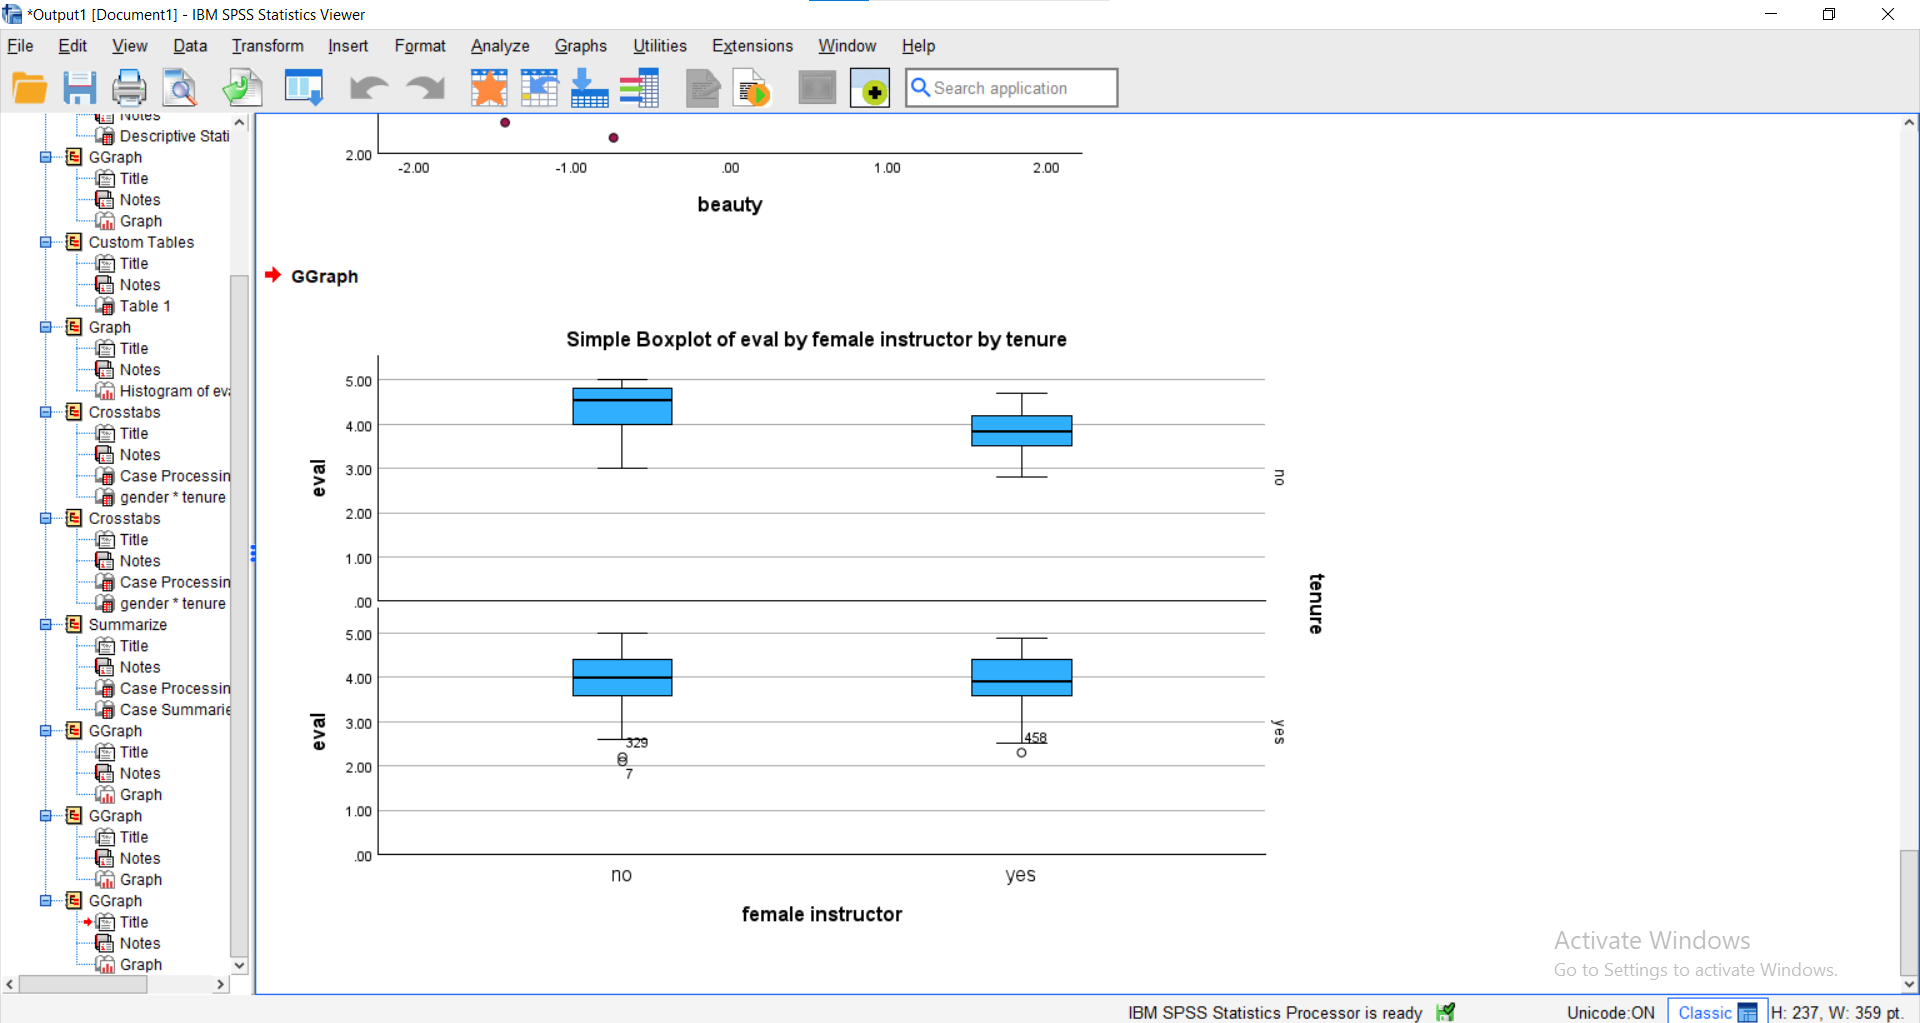 *Output1 [Document1] - IBM SPSS Statistics Viewer
File Edit View Data Transform Insert Format Analyze Graphs Utilities Extensions Window Help
Search application
Notes
Descriptive Stati
GGraph
Title
Notes
Graph
Custom Tables
Title
Notes
Table 1
Graph
Title
Notes
Histogram of eva
Crosstabs
Title
Notes
Case Processin
gender * tenure
Crosstabs
Title
Notes
Case Processin
gender * tenure
Summarize
Title
Notes
Case Processin
Case Summarie
GGraph
Title
Notes
Graph
GGraph
Title
Notes
Graph
GGraph
Title
Notes
Graph
2.00
-2.00 -1.00 .00 1.00 2.00
beauty
GGraph
Simple Boxplot of eval by female instructor by tenure
5.00
4.00
3.00
2.00
1.00
.00
eval
no
5.00
4.00
3.00
2.00
1.00
.00
eval
yes
tenure
329
7
458
no yes
female instructor
Activate Windows
Go to Settings to activate Windows.
IBM SPSS Statistics Processor is ready Unicode:ON Classic H: 237, W: 359 pt.